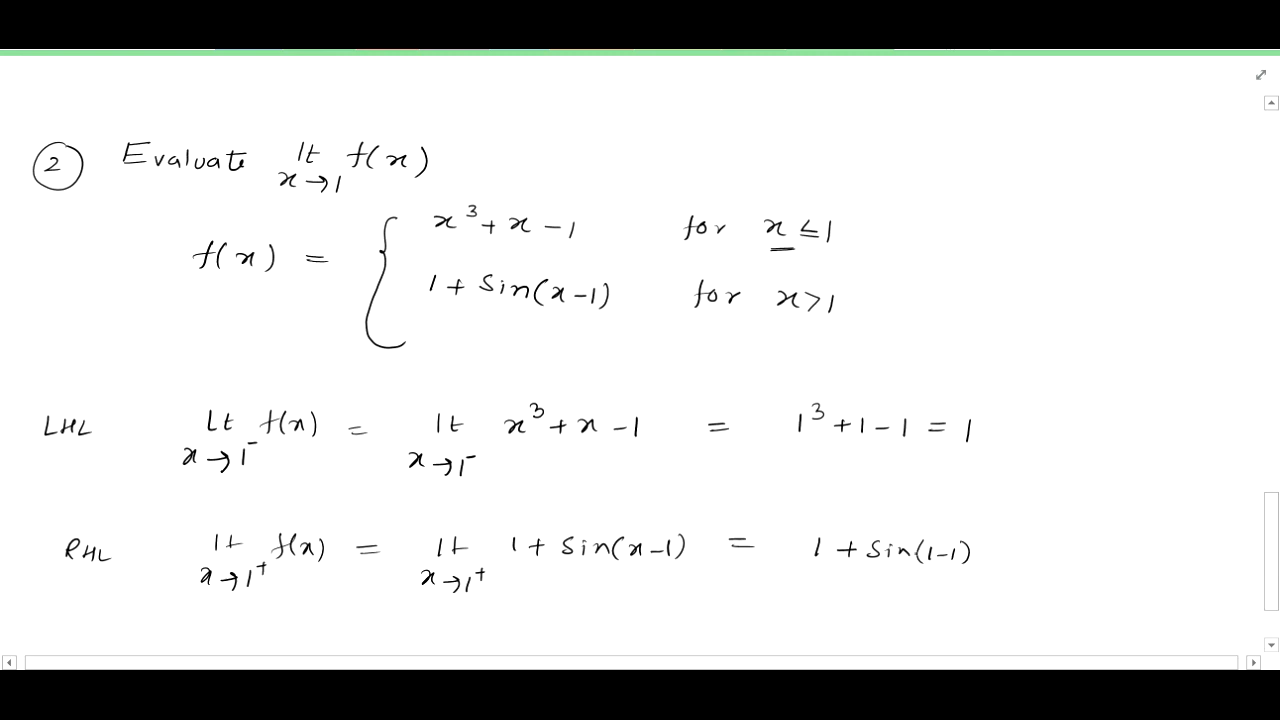 ② Evaluate lt x→1 f(x)
f(x) = { x³ + x − 1 for x ≤ 1
1 + Sin(x−1) for x > 1
LHL Lt x→1⁻ f(x) = lt x→1⁻ x³ + x − 1 = 1³ + 1 − 1 = 1
RHL lt x→1⁺ f(x) = lt x→1⁺ 1 + Sin(x−1) = 1 + Sin(1−1)